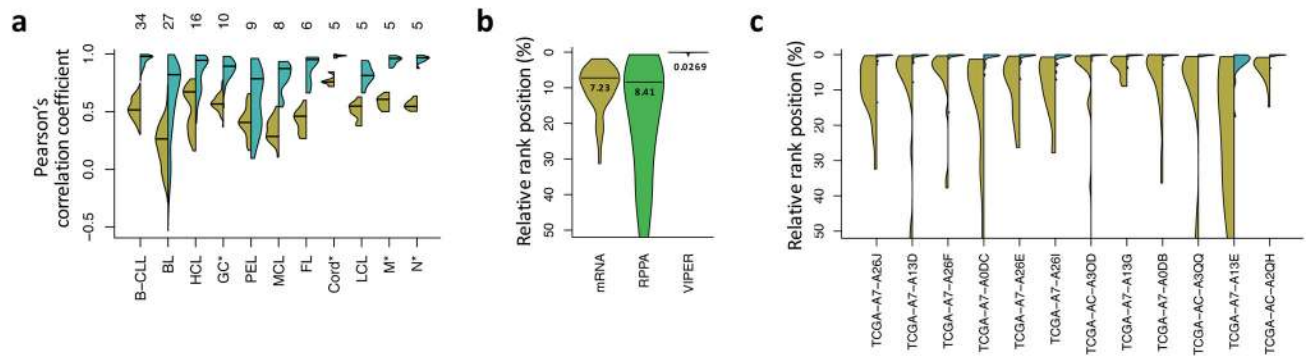 a
34 27 16 10 9 8 6 5 5 5 5
Pearson's
correlation coefficient
1.0
0.5
0.0
−0.5
B−CLL BL HCL GC* PEL MCL FL Cord* LCL M* N*
b
Relative rank position (%)
0
10
20
30
40
50
7.23
8.41
0.0269
mRNA RPPA VIPER
c
Relative rank position (%)
0
10
20
30
40
50
TCGA−A7−A26J
TCGA−A7−A13D
TCGA−A7−A26F
TCGA−A7−A0DC
TCGA−A7−A26E
TCGA−A7−A26I
TCGA−AC−A3OD
TCGA−A7−A13G
TCGA−A7−A0DB
TCGA−AC−A3QQ
TCGA−A7−A13E
TCGA−AC−A2QH